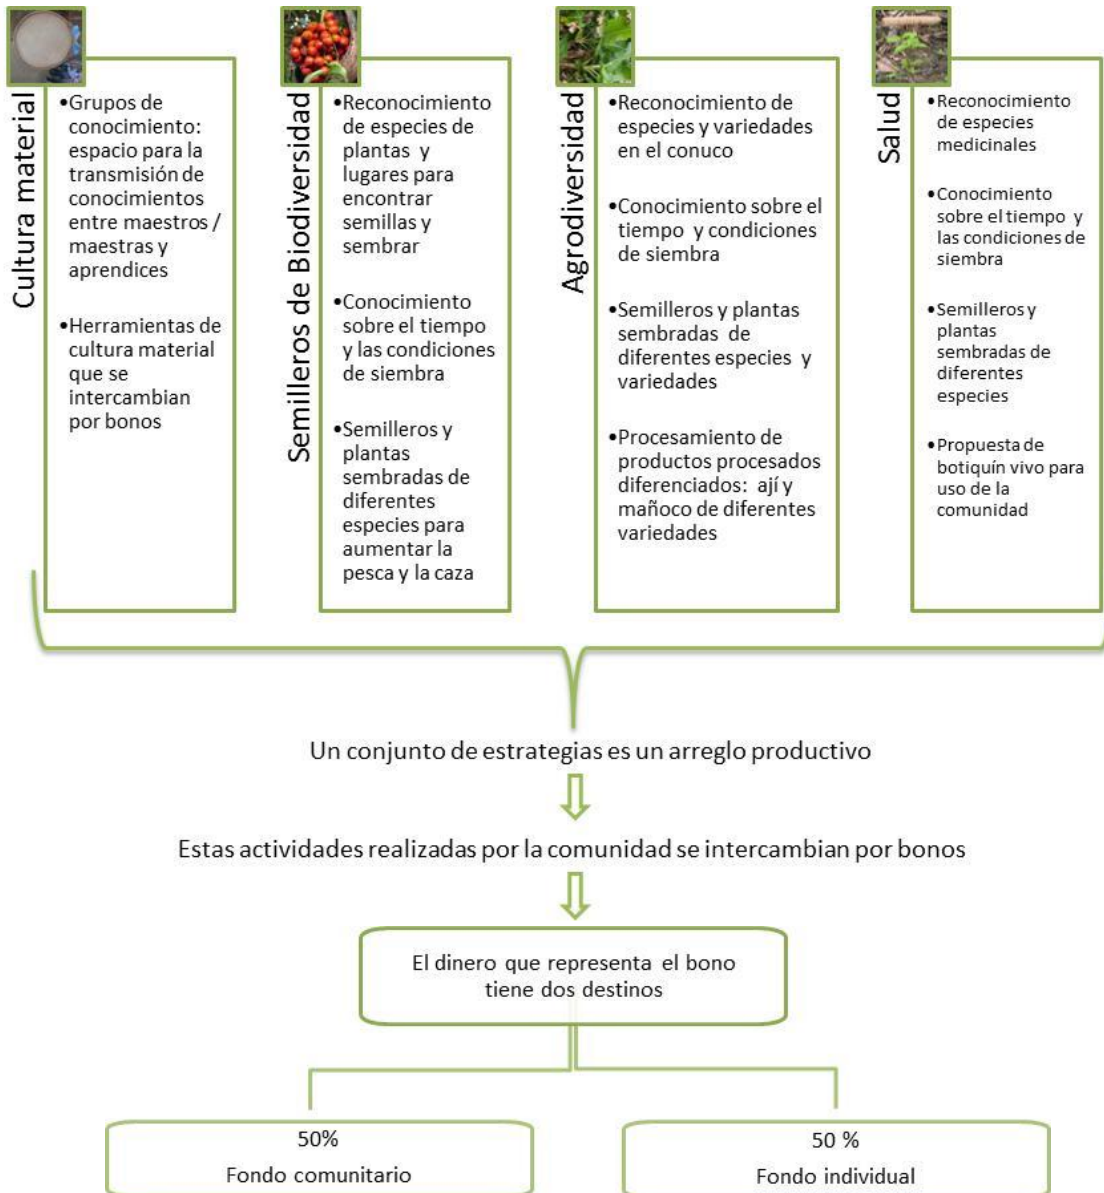 Cultura material
•Grupos de
conocimiento:
espacio para la
transmisión de
conocimientos
entre maestros /
maestras y
aprendices
•Herramientas de
cultura material
que se
intercambian
por bonos
Semilleros de Biodiversidad
•Reconocimiento
de especies de
plantas y
lugares para
encontrar
semillas y
sembrar
•Conocimiento
sobre el tiempo
y las condiciones
de siembra
•Semilleros y
plantas
sembradas de
diferentes
especies para
aumentar la
pesca y la caza
Agrodiversidad
•Reconocimiento de
especies y variedades
en el conuco
•Conocimiento sobre el
tiempo y condiciones
de siembra
•Semilleros y plantas
sembradas de
diferentes especies y
variedades
•Procesamiento de
productos procesados
diferenciados: ají y
mañoco de diferentes
variedades
Salud
•Reconocimiento
de especies
medicinales
•Conocimiento
sobre el tiempo y
las condiciones de
siembra
•Semilleros y
plantas
sembradas de
diferentes
especies
•Propuesta de
botiquín vivo para
uso de la
comunidad
Un conjunto de estrategias es un arreglo productivo
Estas actividades realizadas por la comunidad se intercambian por bonos
El dinero que representa el bono
tiene dos destinos
50%
Fondo comunitario
50 %
Fondo individual